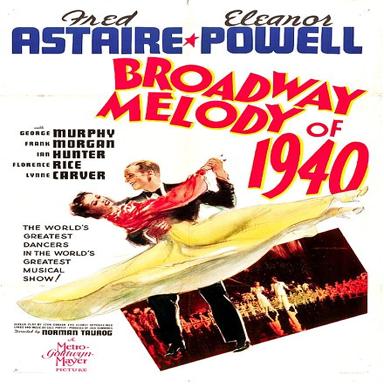 Fred Eleanor
ASTAIRE ★ POWELL
BROADWAY
MELODY OF
1940
with
GEORGE MURPHY
FRANK MORGAN
IAN HUNTER
FLORENCE RICE
LYNNE CARVER
THE WORLD'S
GREATEST
DANCERS
IN THE WORLD'S
GREATEST
MUSICAL
SHOW!
Directed by NORMAN TAUROG
A
Metro-
Goldwyn-
Mayer
PICTURE